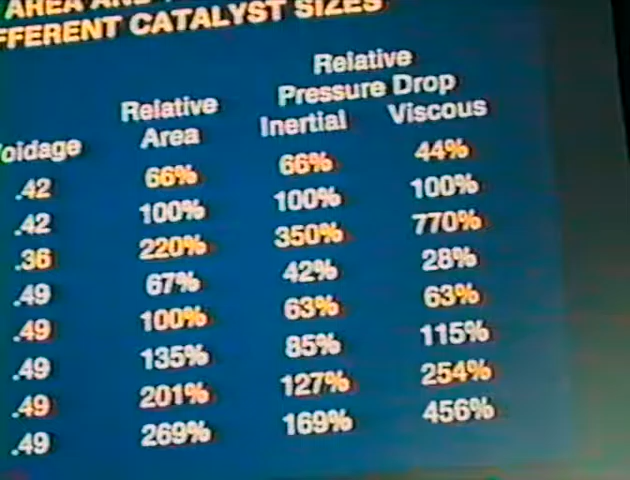 AREA AND
FFERENT CATALYST SIZES
Relative
Pressure Drop
Relative Area Inertial Viscous
oidage
.42 66% 66% 44%
.42 100% 100% 100%
.36 220% 350% 770%
.49 67% 42% 28%
.49 100% 63% 63%
.49 135% 85% 115%
.49 201% 127% 254%
.49 269% 169% 456%